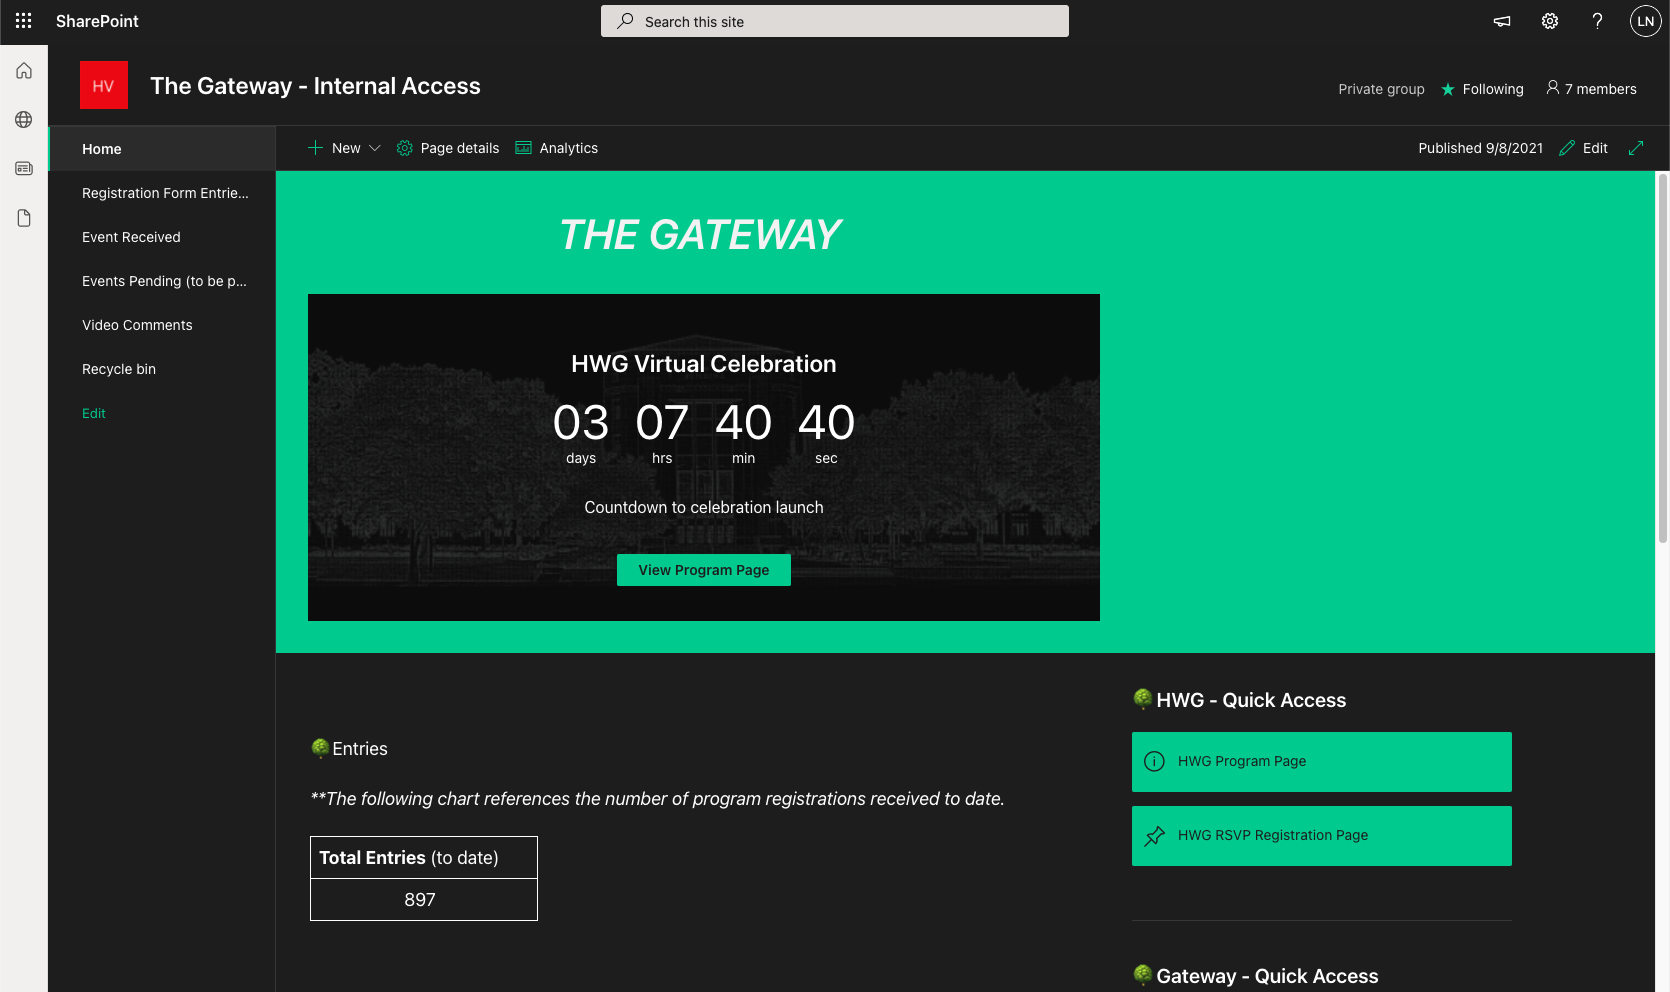 SharePoint
Search this site
LN
HV
The Gateway - Internal Access
Private group
Following
7 members
Home
Registration Form Entrie...
Event Received
Events Pending (to be p...
Video Comments
Recycle bin
Edit
New
Page details
Analytics
Published 9/8/2021
Edit
THE GATEWAY
HWG Virtual Celebration
03 07 40 40
days hrs min sec
Countdown to celebration launch
View Program Page
Entries
**The following chart references the number of program registrations received to date.
Total Entries (to date)
897
HWG - Quick Access
HWG Program Page
HWG RSVP Registration Page
Gateway - Quick Access